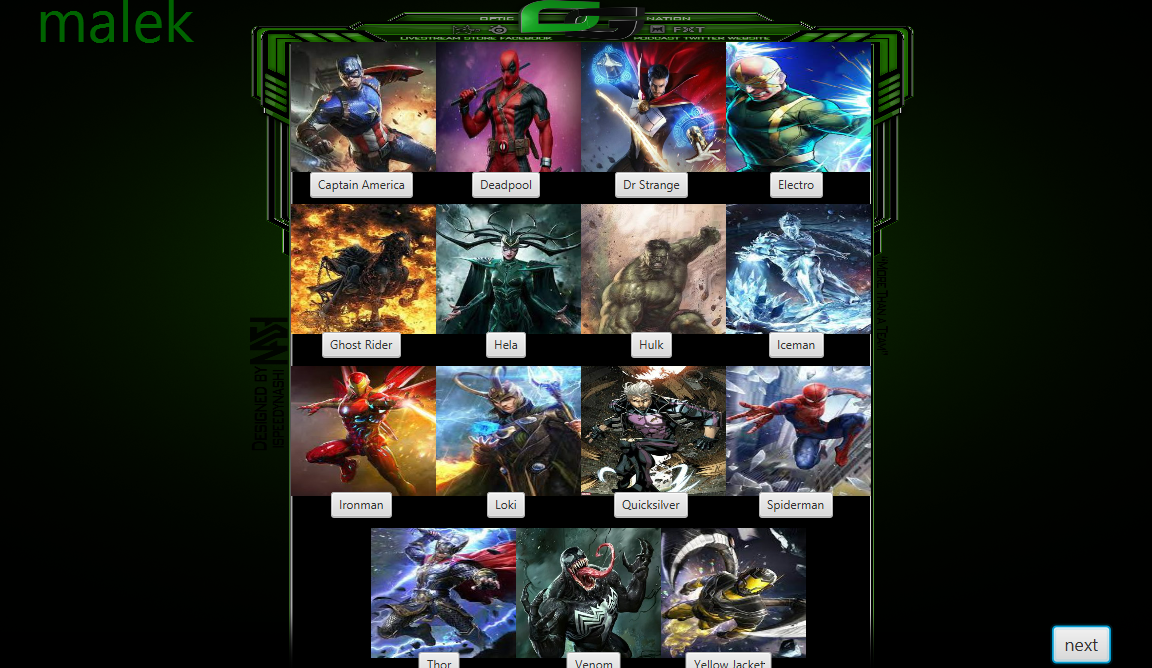 malek
OPTIC NATION
LIVESTREAM STORE FACEBOOK PODCAST TWITTER WEBSITE
Captain America Deadpool Dr Strange Electro
Ghost Rider Hela Hulk Iceman
DESIGNED BY
ISPEEDYNASHI
Ironman Loki Quicksilver Spiderman
Thor Venom Yellow Jacket
next